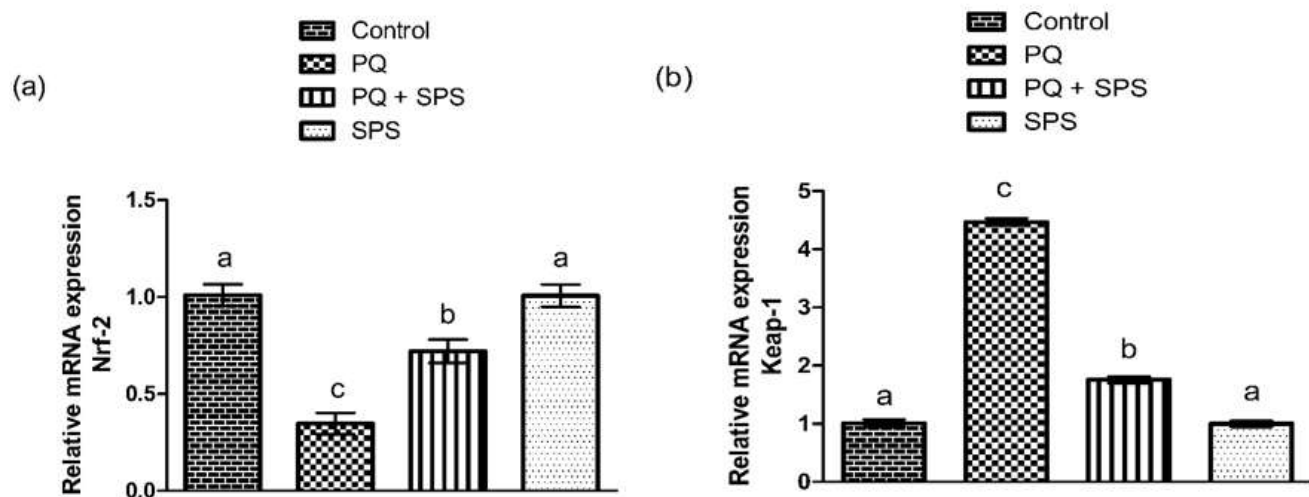 (a)
Control
PQ
PQ + SPS
SPS
Relative mRNA expression
Nrf-2
1.5
1.0
0.5
0.0
a
c
b
a
(b)
Control
PQ
PQ + SPS
SPS
Relative mRNA expression
Keap-1
5
4
3
2
1
0
a
c
b
a